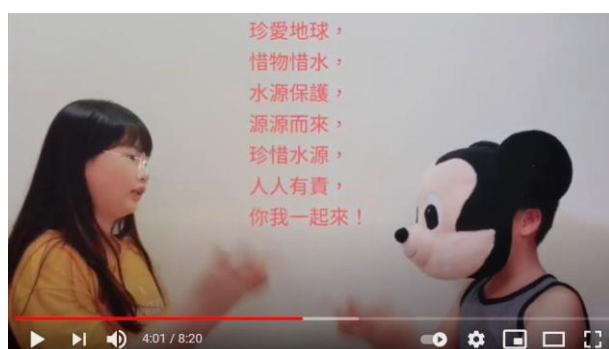 珍愛地球，
惜物惜水，
水源保護，
源源而來，
珍惜水源，
人人有責，
你我一起來！
4:01 / 8:20